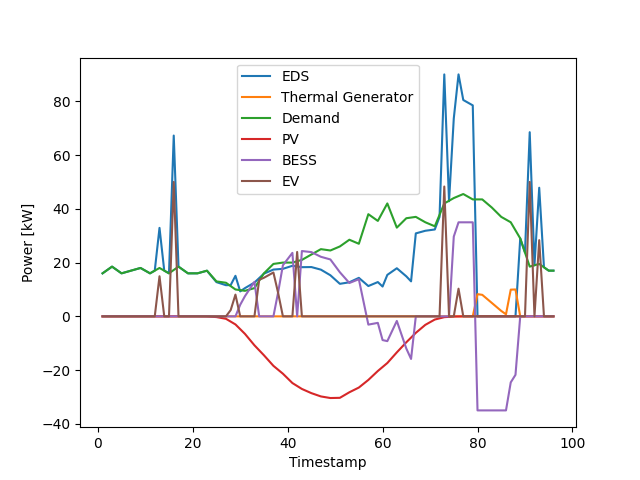 EDS
Thermal Generator
Demand
PV
BESS
EV
80
60
40
20
0
−20
−40
Power [kW]
0 20 40 60 80 100
Timestamp